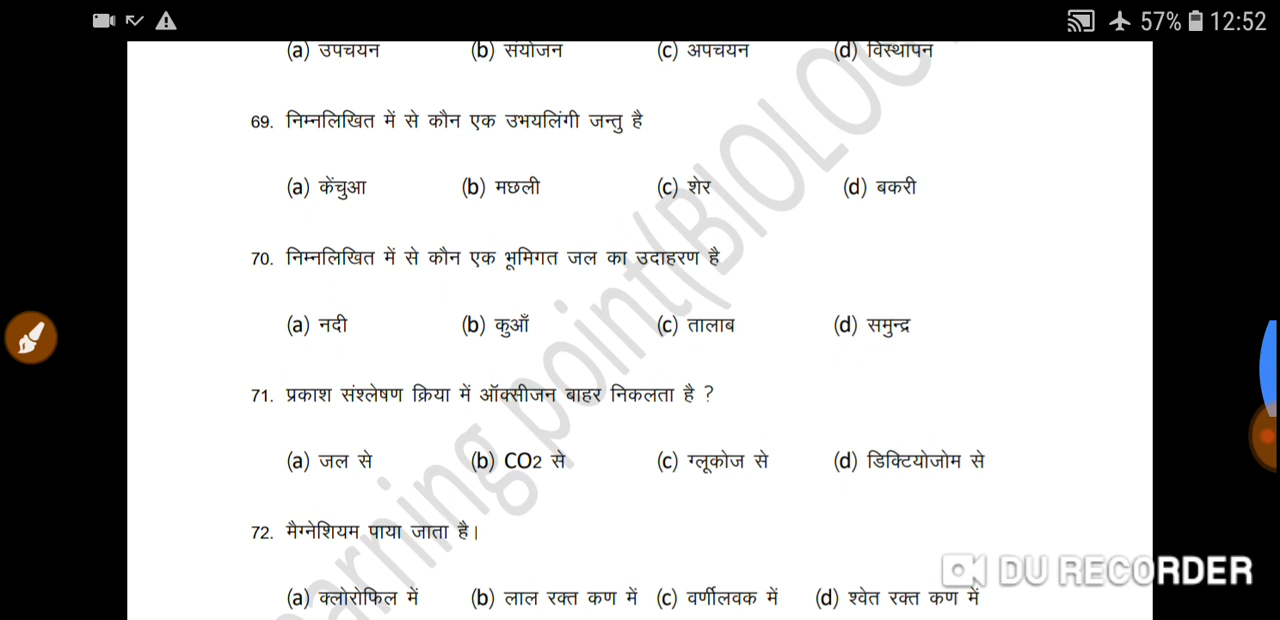 57% 12:52
(a) उपचयन (b) संयोजन (c) अपचयन (d) विस्थापन
69. निम्नलिखित में से कौन एक उभयलिंगी जन्तु है
(a) केंचुआ (b) मछली (c) शेर (d) बकरी
70. निम्नलिखित में से कौन एक भूमिगत जल का उदाहरण है
(a) नदी (b) कुआँ (c) तालाब (d) समुन्द्र
71. प्रकाश संश्लेषण क्रिया में ऑक्सीजन बाहर निकलता है ?
(a) जल से (b) CO2 से (c) ग्लूकोज से (d) डिक्टियोजोम से
72. मैग्नेशियम पाया जाता है।
(a) क्लोरोफिल में (b) लाल रक्त कण में (c) वर्णीलवक में (d) श्वेत रक्त कण में
point(BIOLO
DU RECORDER